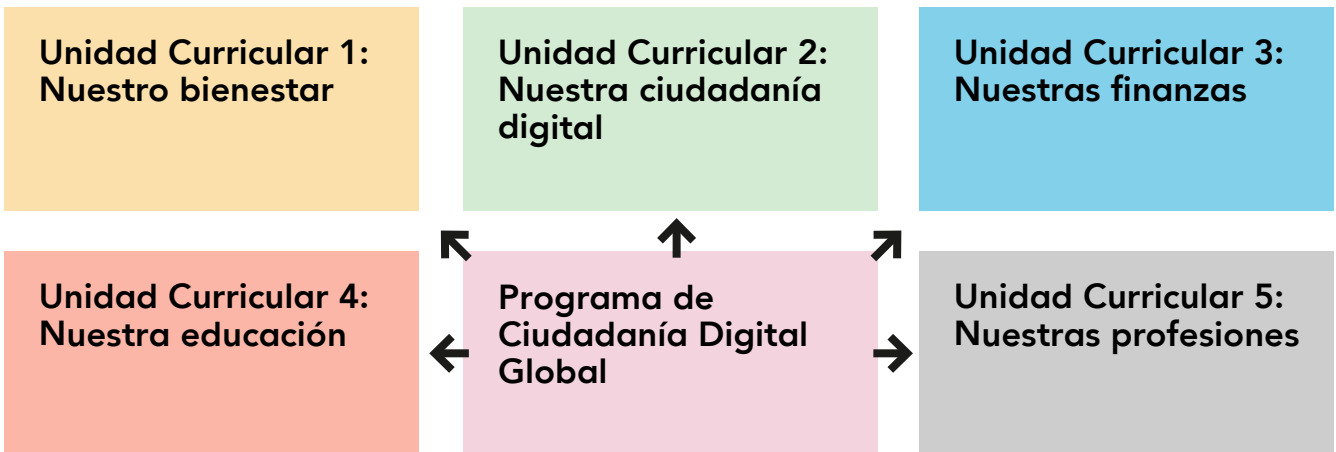 Unidad Curricular 1:
Nuestro bienestar
Unidad Curricular 2:
Nuestra ciudadanía
digital
Unidad Curricular 3:
Nuestras finanzas
Unidad Curricular 4:
Nuestra educación
Programa de
Ciudadanía Digital
Global
Unidad Curricular 5:
Nuestras profesiones